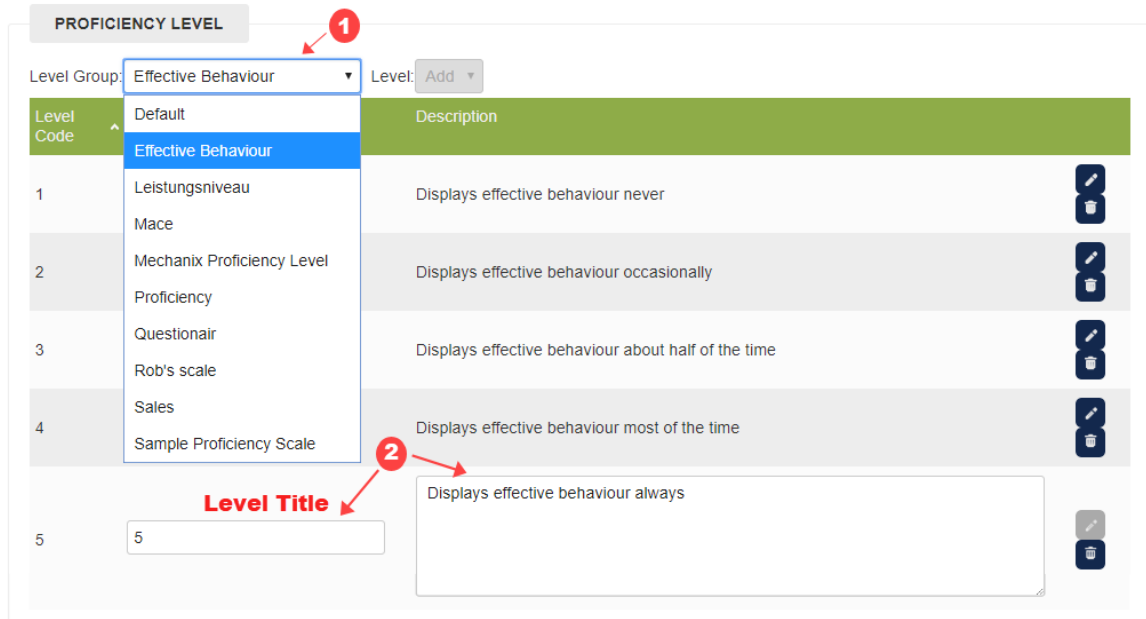 PROFICIENCY LEVEL
1
Level Group: Effective Behaviour Level: Add
Level Code Description
Default
Effective Behaviour
Leistungsniveau
Mace
Mechanix Proficiency Level
Proficiency
Questionair
Rob's scale
Sales
Sample Proficiency Scale
1 Displays effective behaviour never
2 Displays effective behaviour occasionally
3 Displays effective behaviour about half of the time
4 Displays effective behaviour most of the time
2
Level Title
5 5 Displays effective behaviour always